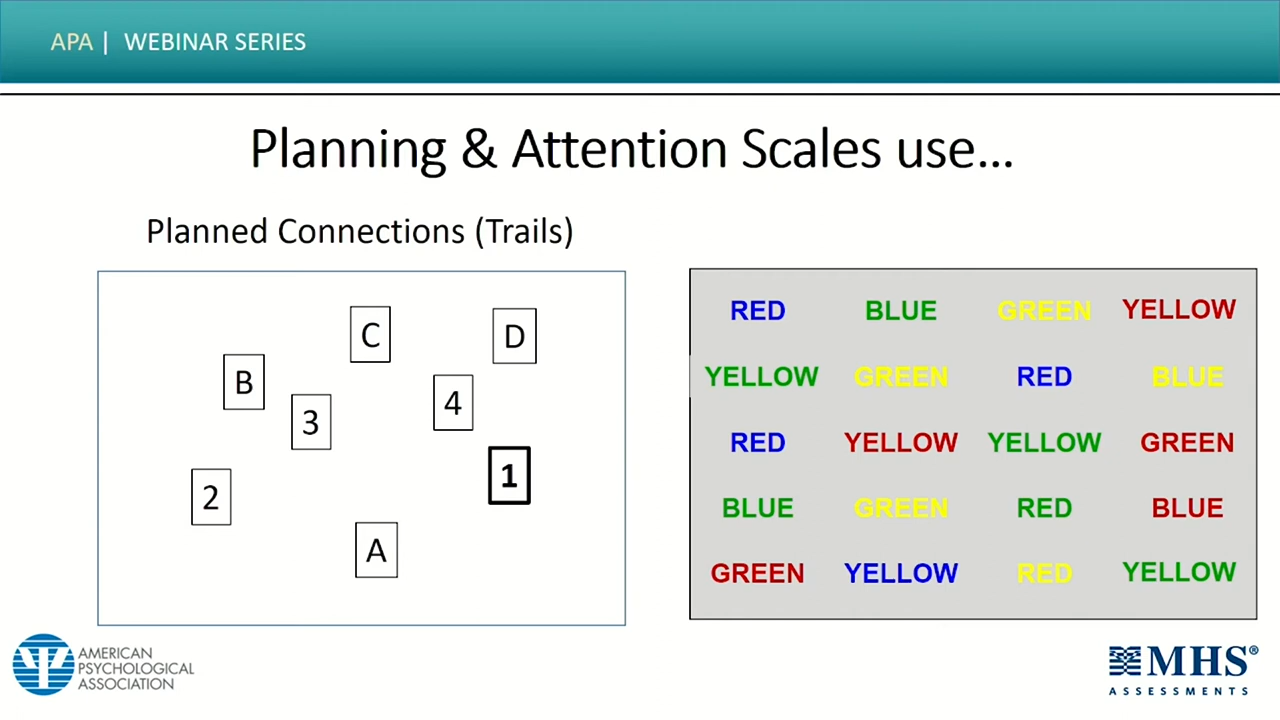 APA | WEBINAR SERIES
Planning & Attention Scales use...
Planned Connections (Trails)
C D
B
3 4
2 1
A
RED BLUE GREEN YELLOW
YELLOW GREEN RED BLUE
RED YELLOW YELLOW GREEN
BLUE GREEN RED BLUE
GREEN YELLOW RED YELLOW
AMERICAN
PSYCHOLOGICAL
ASSOCIATION
MHS®
ASSESSMENTS